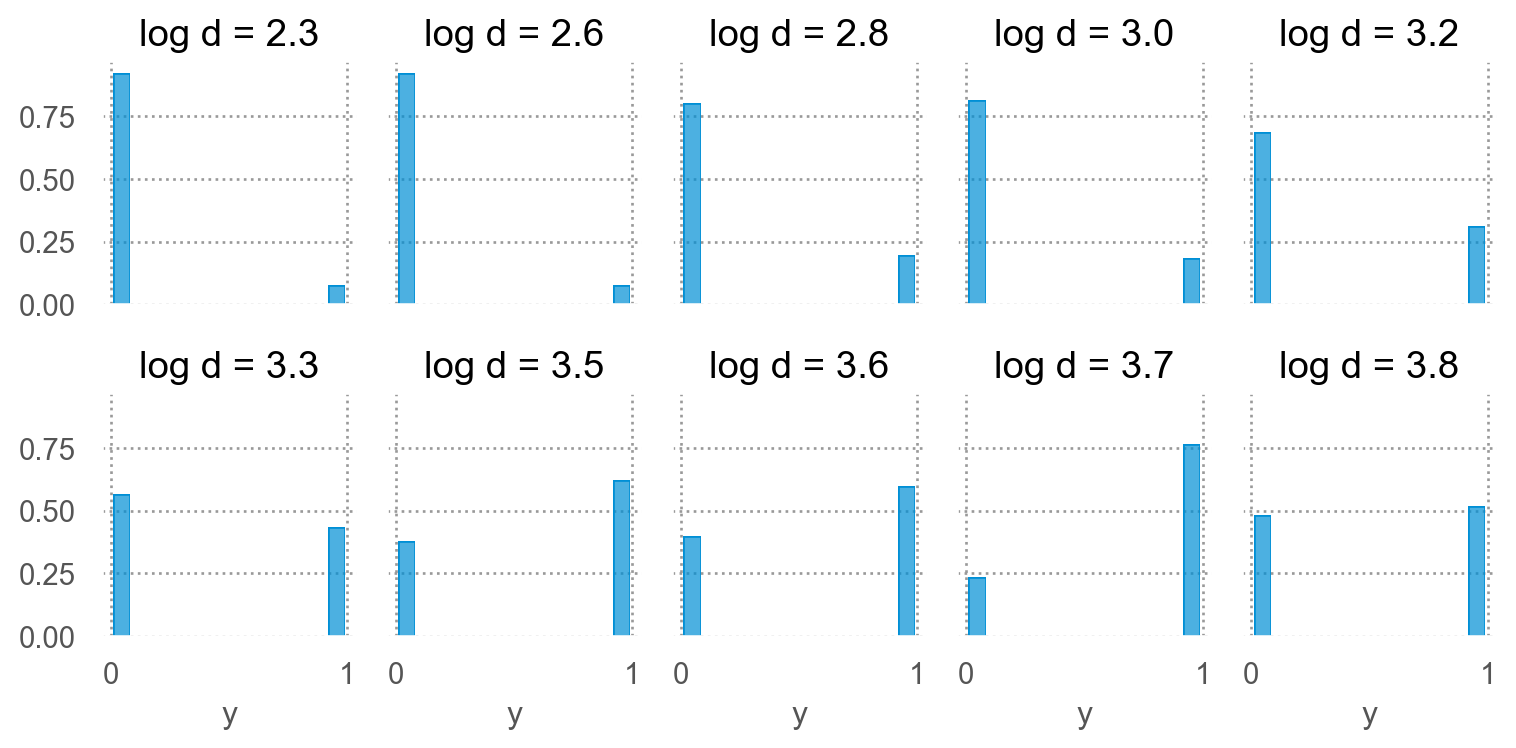 log d = 2.3 log d = 2.6 log d = 2.8 log d = 3.0 log d = 3.2
0.75
0.50
0.25
0.00
log d = 3.3 log d = 3.5 log d = 3.6 log d = 3.7 log d = 3.8
0.75
0.50
0.25
0.00
0 1 0 1 0 1 0 1 0 1
y y y y y